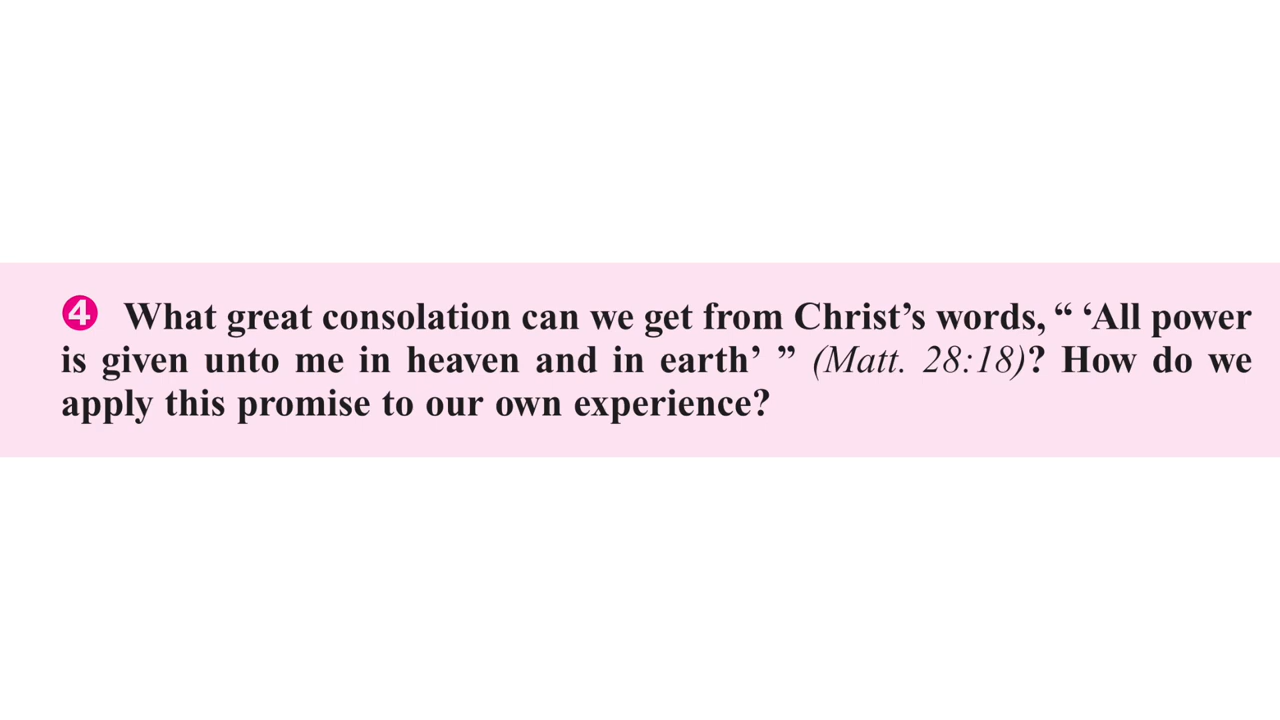 ❹ What great consolation can we get from Christ’s words, “ ‘All power
is given unto me in heaven and in earth’ ” (Matt. 28:18)? How do we
apply this promise to our own experience?